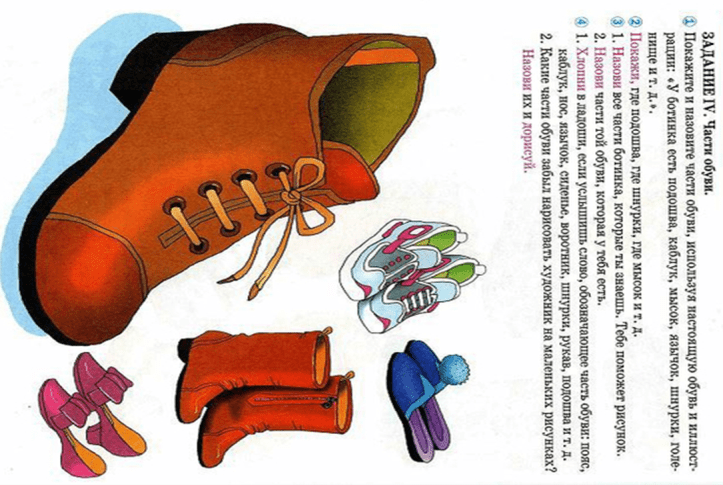 ЗАДАНИЕ IV. Части обуви.
① Покажите и назовите части обуви, используя настоящую обувь и иллюст-
рации: «У ботинка есть подошва, каблук, мысок, язычок, шнурки, голе-
нище и т. д.».
② Покажи, где подошва, где шнурки, где мысок и т. д.
③ 1. Назови все части ботинка, которые ты знаешь. Тебе поможет рисунок.
2. Назови части той обуви, которая у тебя есть.
④ 1. Хлопни в ладоши, если услышишь слово, обозначающее часть обуви: пояс,
каблук, нос, язычок, сиденье, воротник, шнурки, рукав, подошва и т. д.
2. Какие части обуви забыл нарисовать художник на маленьких рисунках?
Назови их и дорисуй.